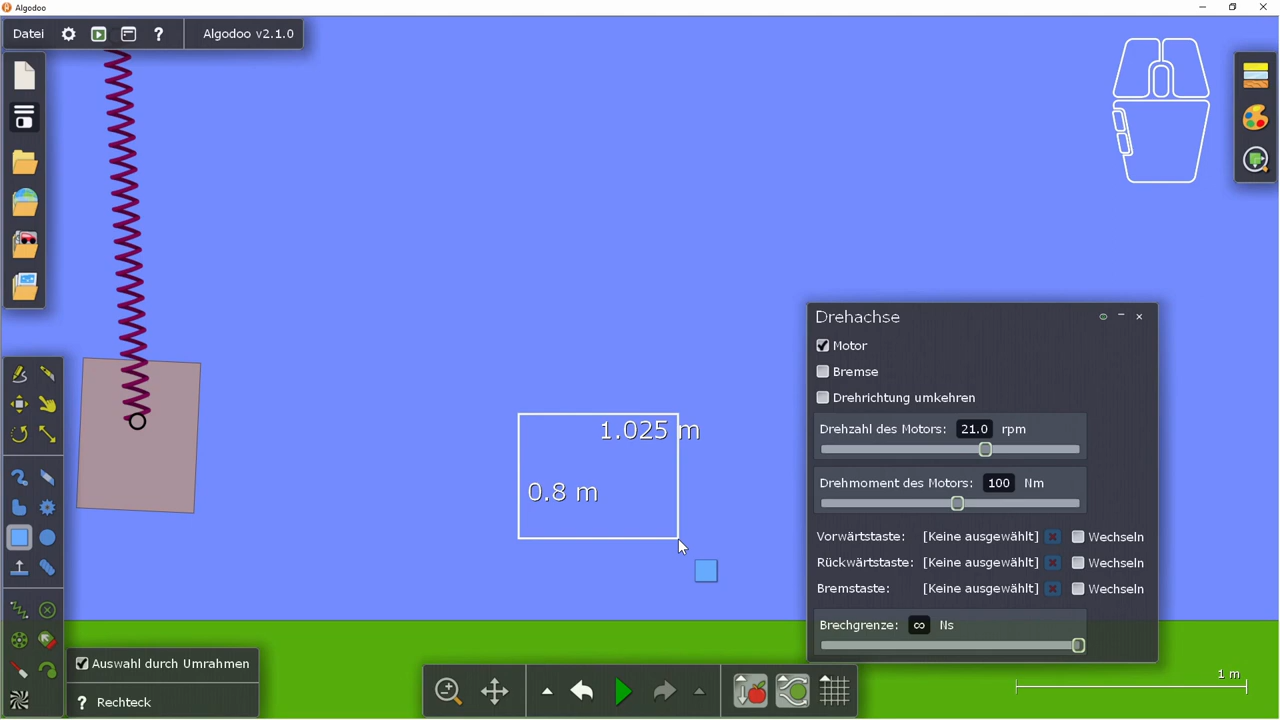 Algodoo
Datei
?
Algodoo v2.1.0
1.025 m
0.8 m
Drehachse
Motor
Bremse
Drehrichtung umkehren
Drehzahl des Motors: 21.0 rpm
Drehmoment des Motors: 100 Nm
Vorwärtstaste: [Keine ausgewählt] Wechseln
Rückwärtstaste: [Keine ausgewählt] Wechseln
Bremstaste: [Keine ausgewählt] Wechseln
Brechgrenze: ∞ Ns
Auswahl durch Umrahmen
? Rechteck
1 m